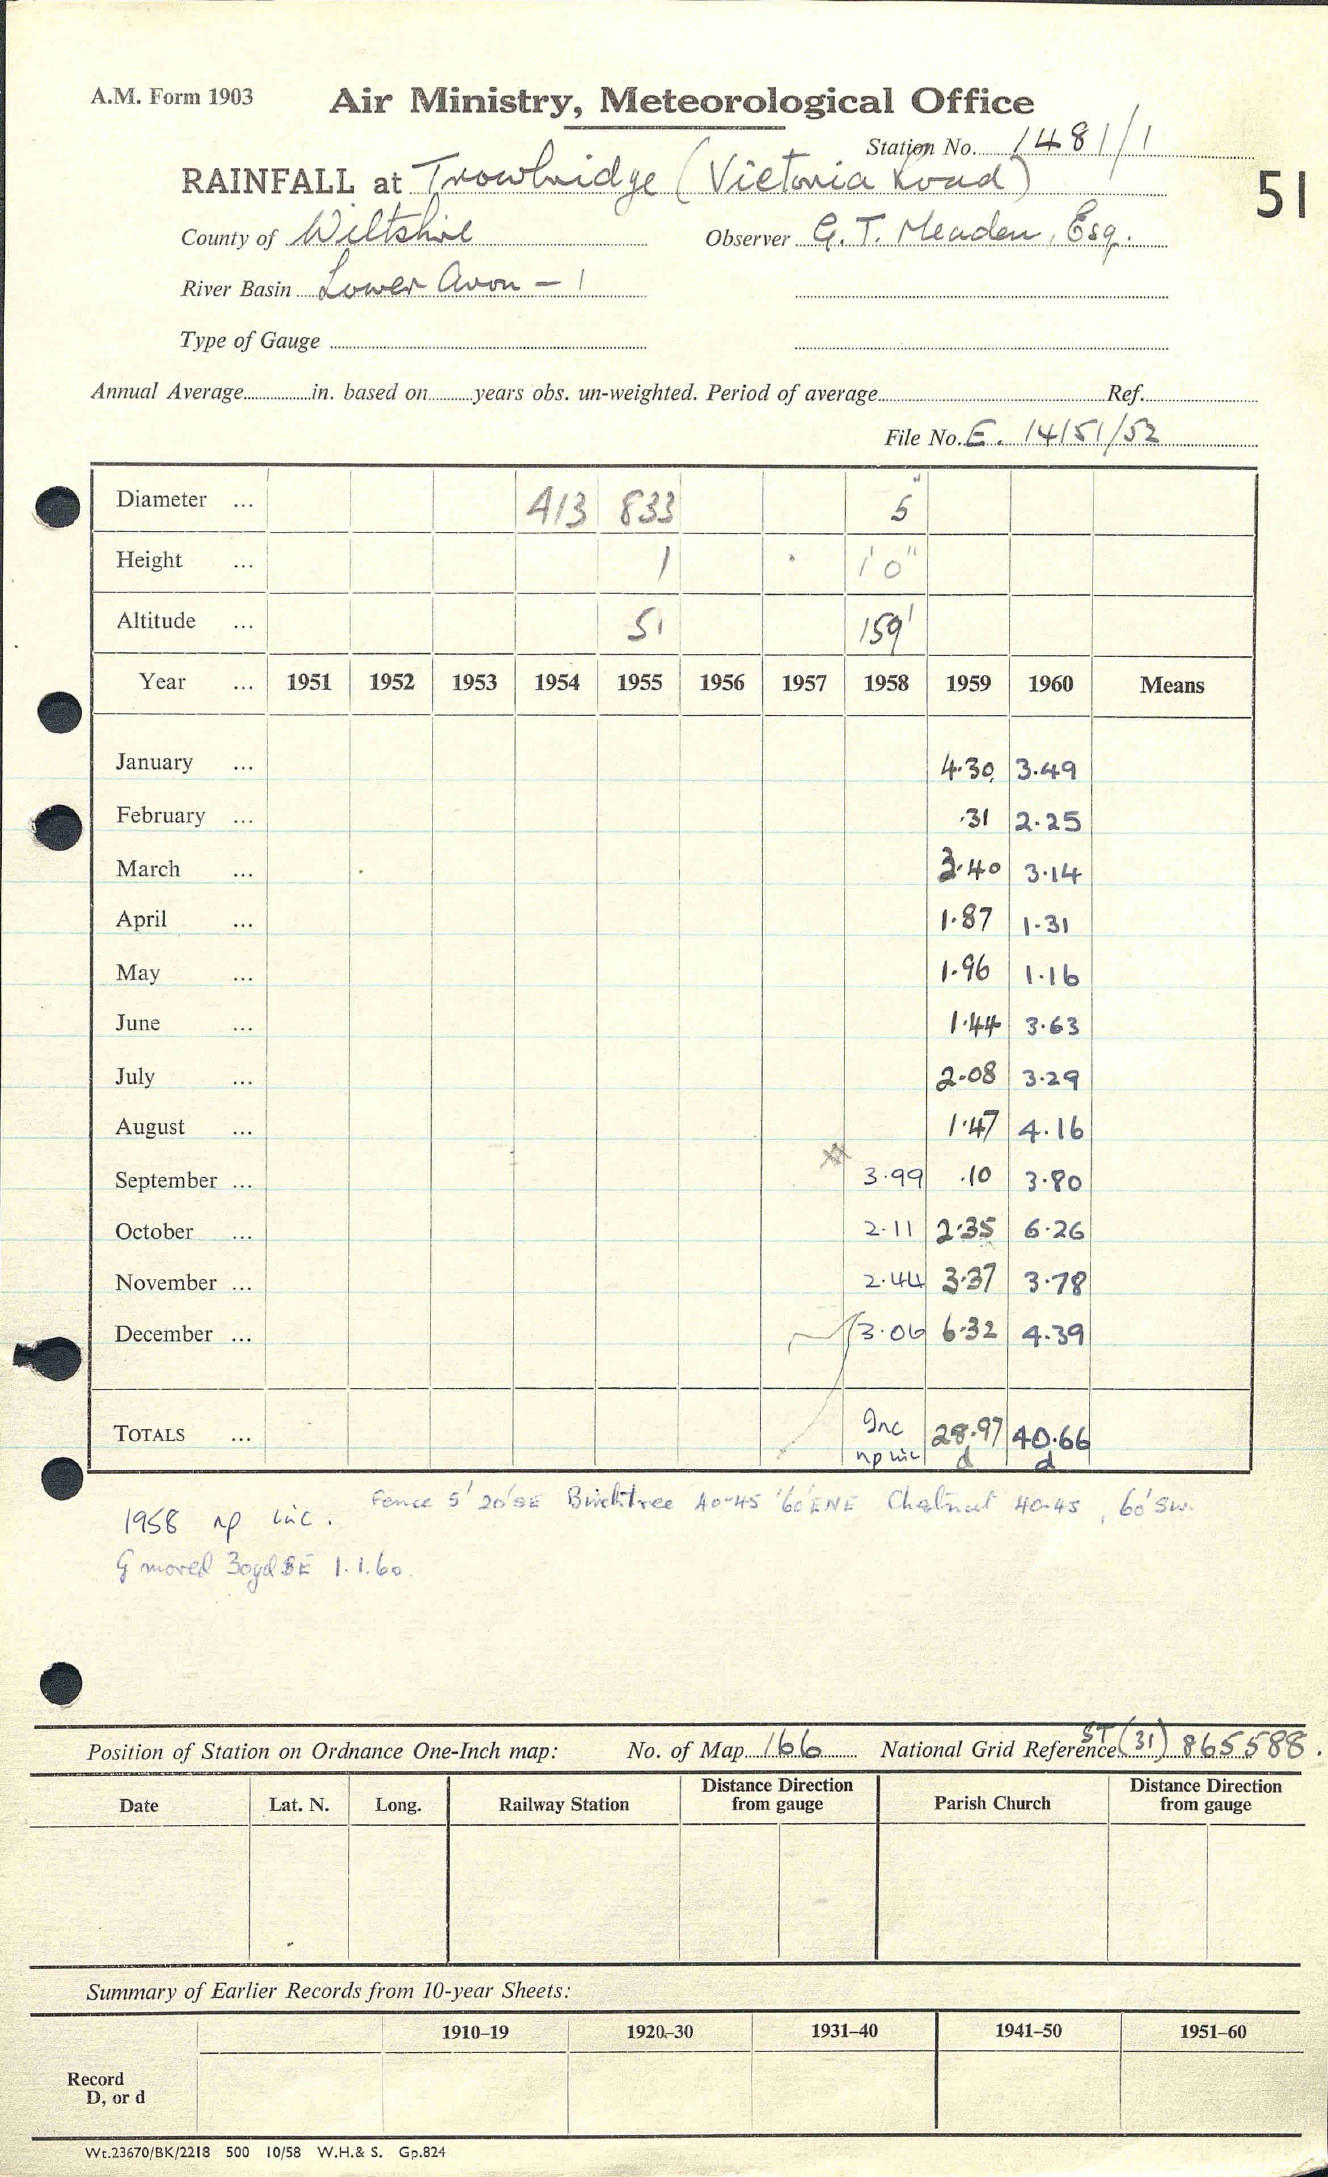 A.M. Form 1903
Air Ministry, Meteorological Office
Station No. 1481/1
RAINFALL at Trowbridge (Victoria Road)
51
County of Wiltshire Observer G. T. Meaden, Esq.
River Basin Lower Avon - 1
Type of Gauge
Annual Average in. based on years obs. un-weighted. Period of average Ref.
File No. E. 14151/52
Diameter ... 413 833 5"
Height ... 1 1'0"
Altitude ... 51 159'
Year ... 1951 1952 1953 1954 1955 1956 1957 1958 1959 1960 Means
January ... 4.30 3.49
February ... .31 2.25
March ... 3.40 3.14
April ... 1.87 1.31
May ... 1.96 1.16
June ... 1.44 3.63
July ... 2.08 3.29
August ... 1.47 4.16
September ... 3.99 .10 3.80
October ... 2.11 2.35 6.26
November ... 2.44 3.37 3.78
December ... 3.06 6.32 4.39
TOTALS ... Inc 28.97 40.66
np inc d d
Fence 5' 20'SE Birchtree 40-45 '60'ENE Chestnut 40-45, 60'SW.
1958 np inc.
G moved 30yd SE 1.1.60.
Position of Station on Ordnance One-Inch map: No. of Map 166 National Grid Reference ST (31) 865588.
Date Lat. N. Long. Railway Station Distance Direction from gauge Parish Church Distance Direction from gauge
Summary of Earlier Records from 10-year Sheets:
1910–19 1920–30 1931–40 1941–50 1951–60
Record
D, or d
Wt.23670/BK/2218 500 10/58 W.H.& S. Gp.824